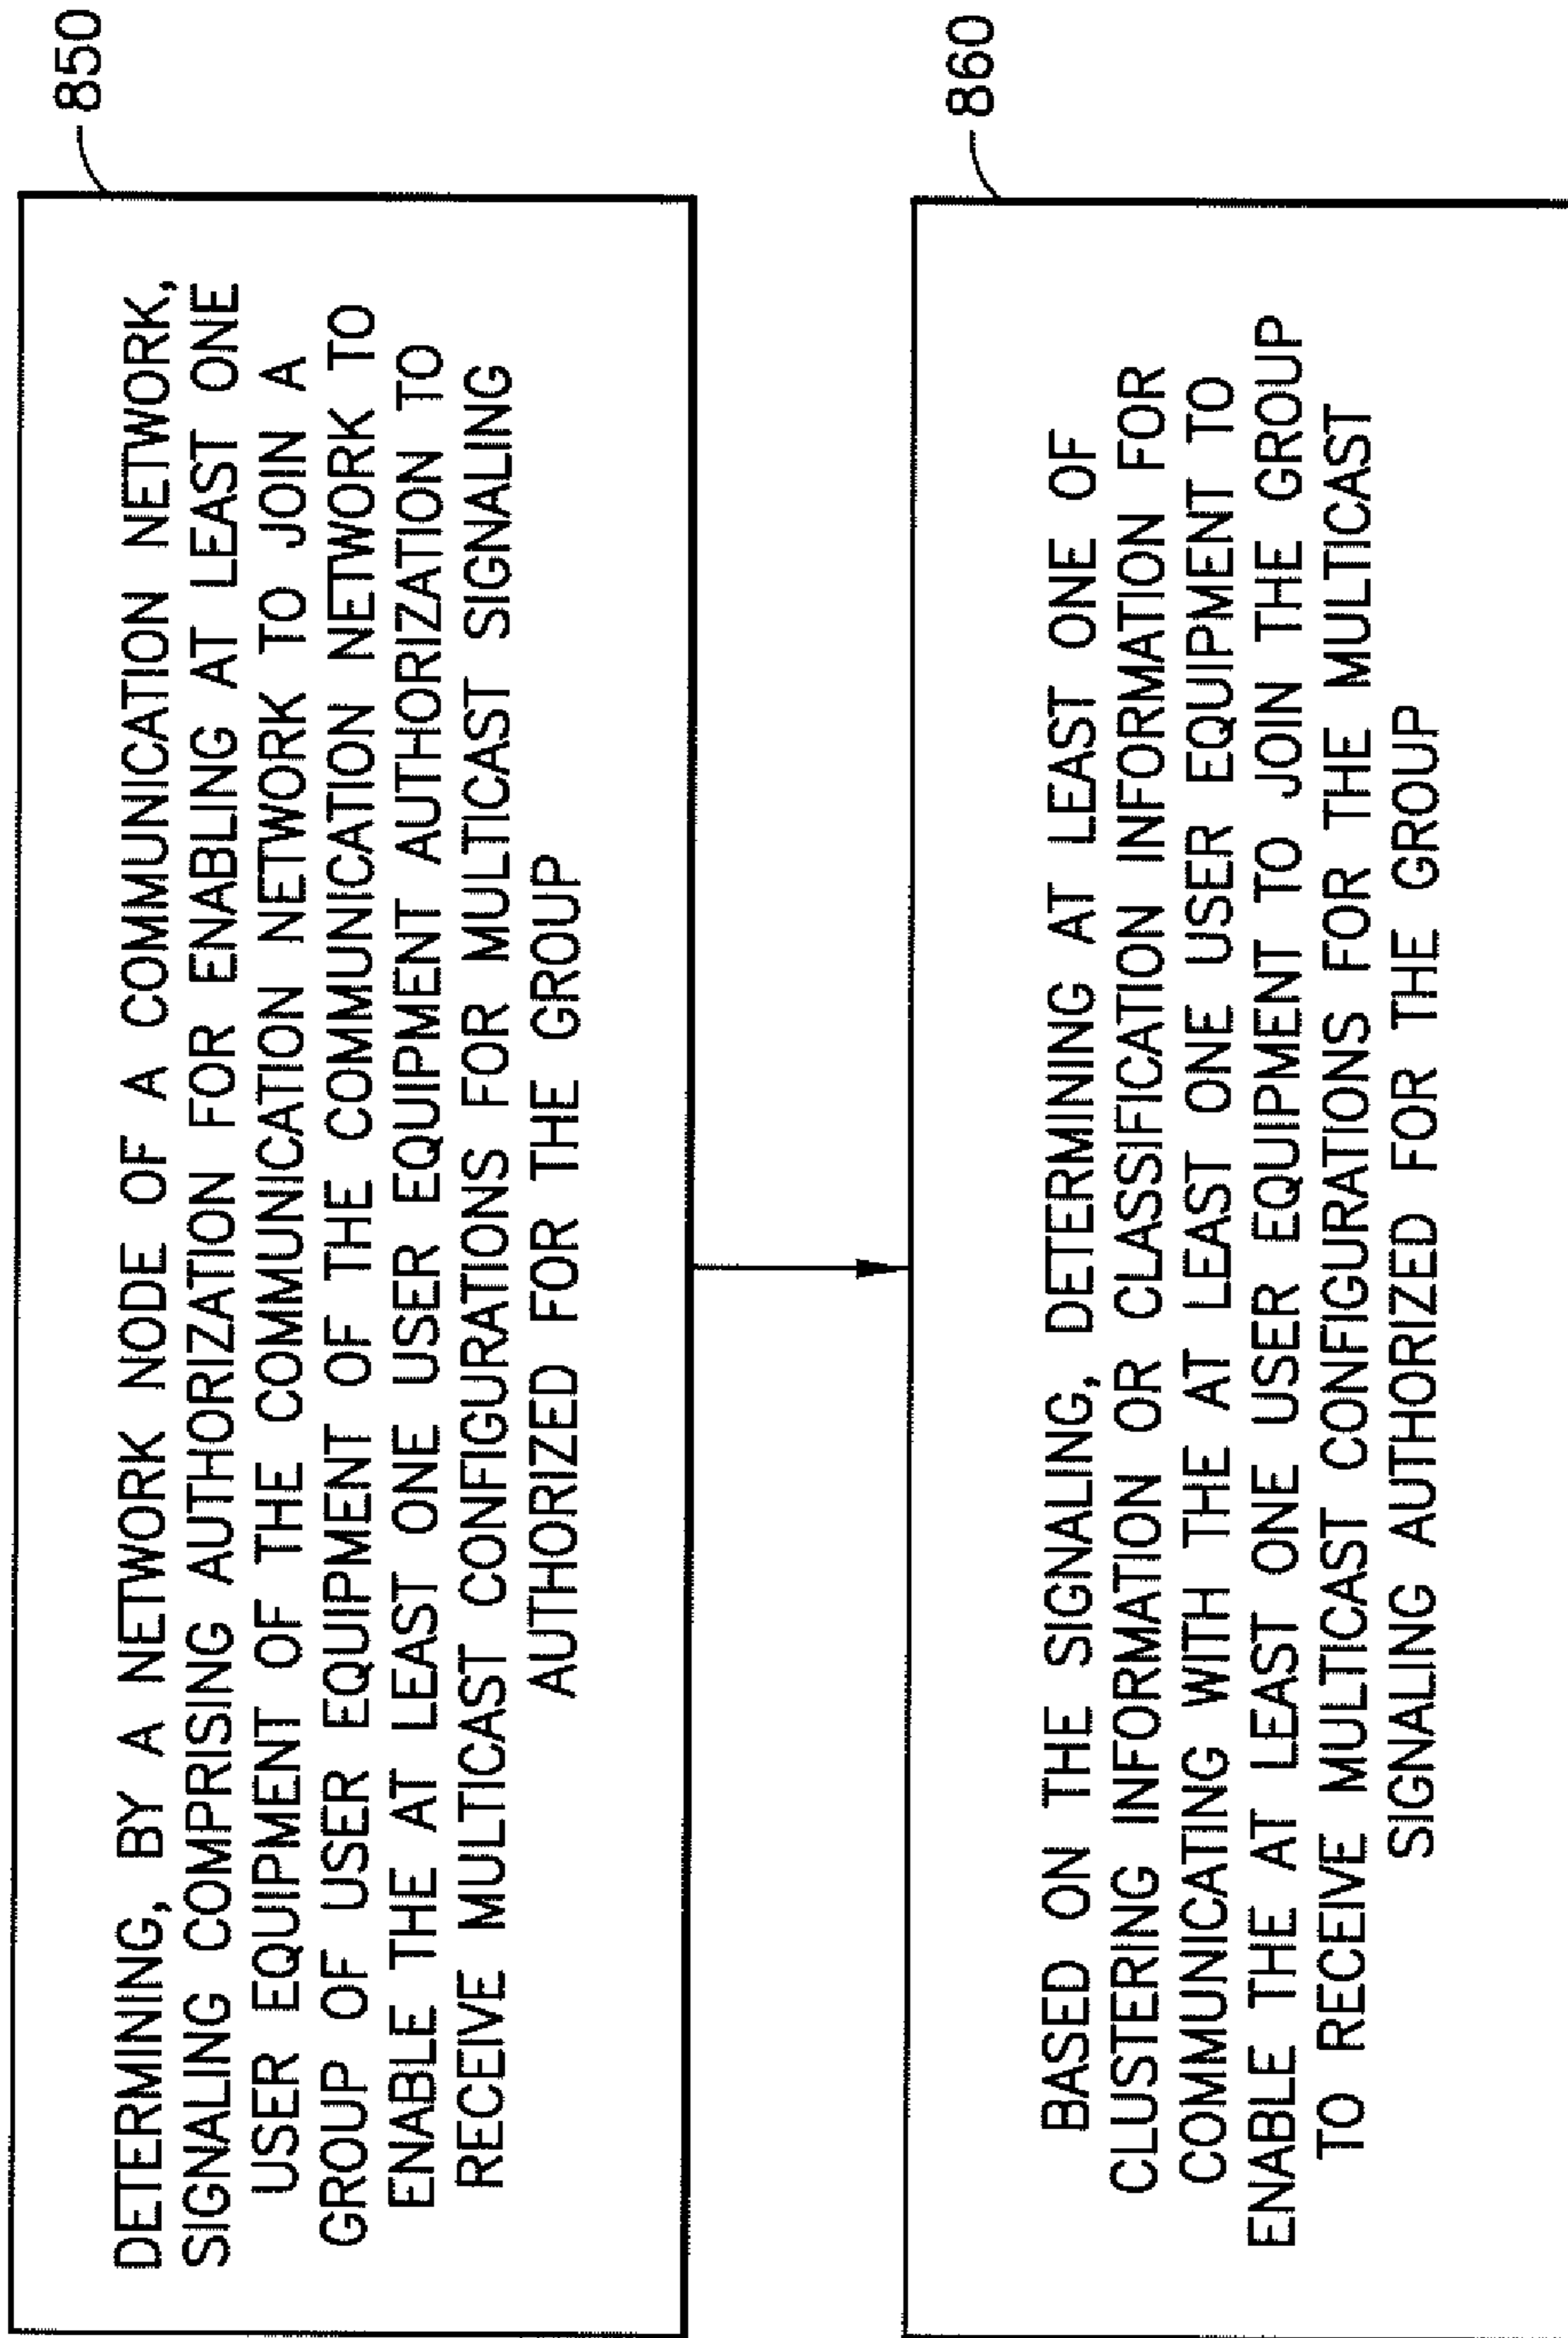 850
DETERMINING, BY A NETWORK NODE OF A COMMUNICATION NETWORK,
SIGNALING COMPRISING AUTHORIZATION FOR ENABLING AT LEAST ONE
USER EQUIPMENT OF THE COMMUNICATION NETWORK TO JOIN A
GROUP OF USER EQUIPMENT OF THE COMMUNICATION NETWORK TO
ENABLE THE AT LEAST ONE USER EQUIPMENT AUTHORIZATION TO
RECEIVE MULTICAST CONFIGURATIONS FOR MULTICAST SIGNALING
AUTHORIZED FOR THE GROUP
860
BASED ON THE SIGNALING, DETERMINING AT LEAST ONE OF
CLUSTERING INFORMATION OR CLASSIFICATION INFORMATION FOR
COMMUNICATING WITH THE AT LEAST ONE USER EQUIPMENT TO
ENABLE THE AT LEAST ONE USER EQUIPMENT TO JOIN THE GROUP
TO RECEIVE MULTICAST CONFIGURATIONS FOR THE MULTICAST
SIGNALING AUTHORIZED FOR THE GROUP